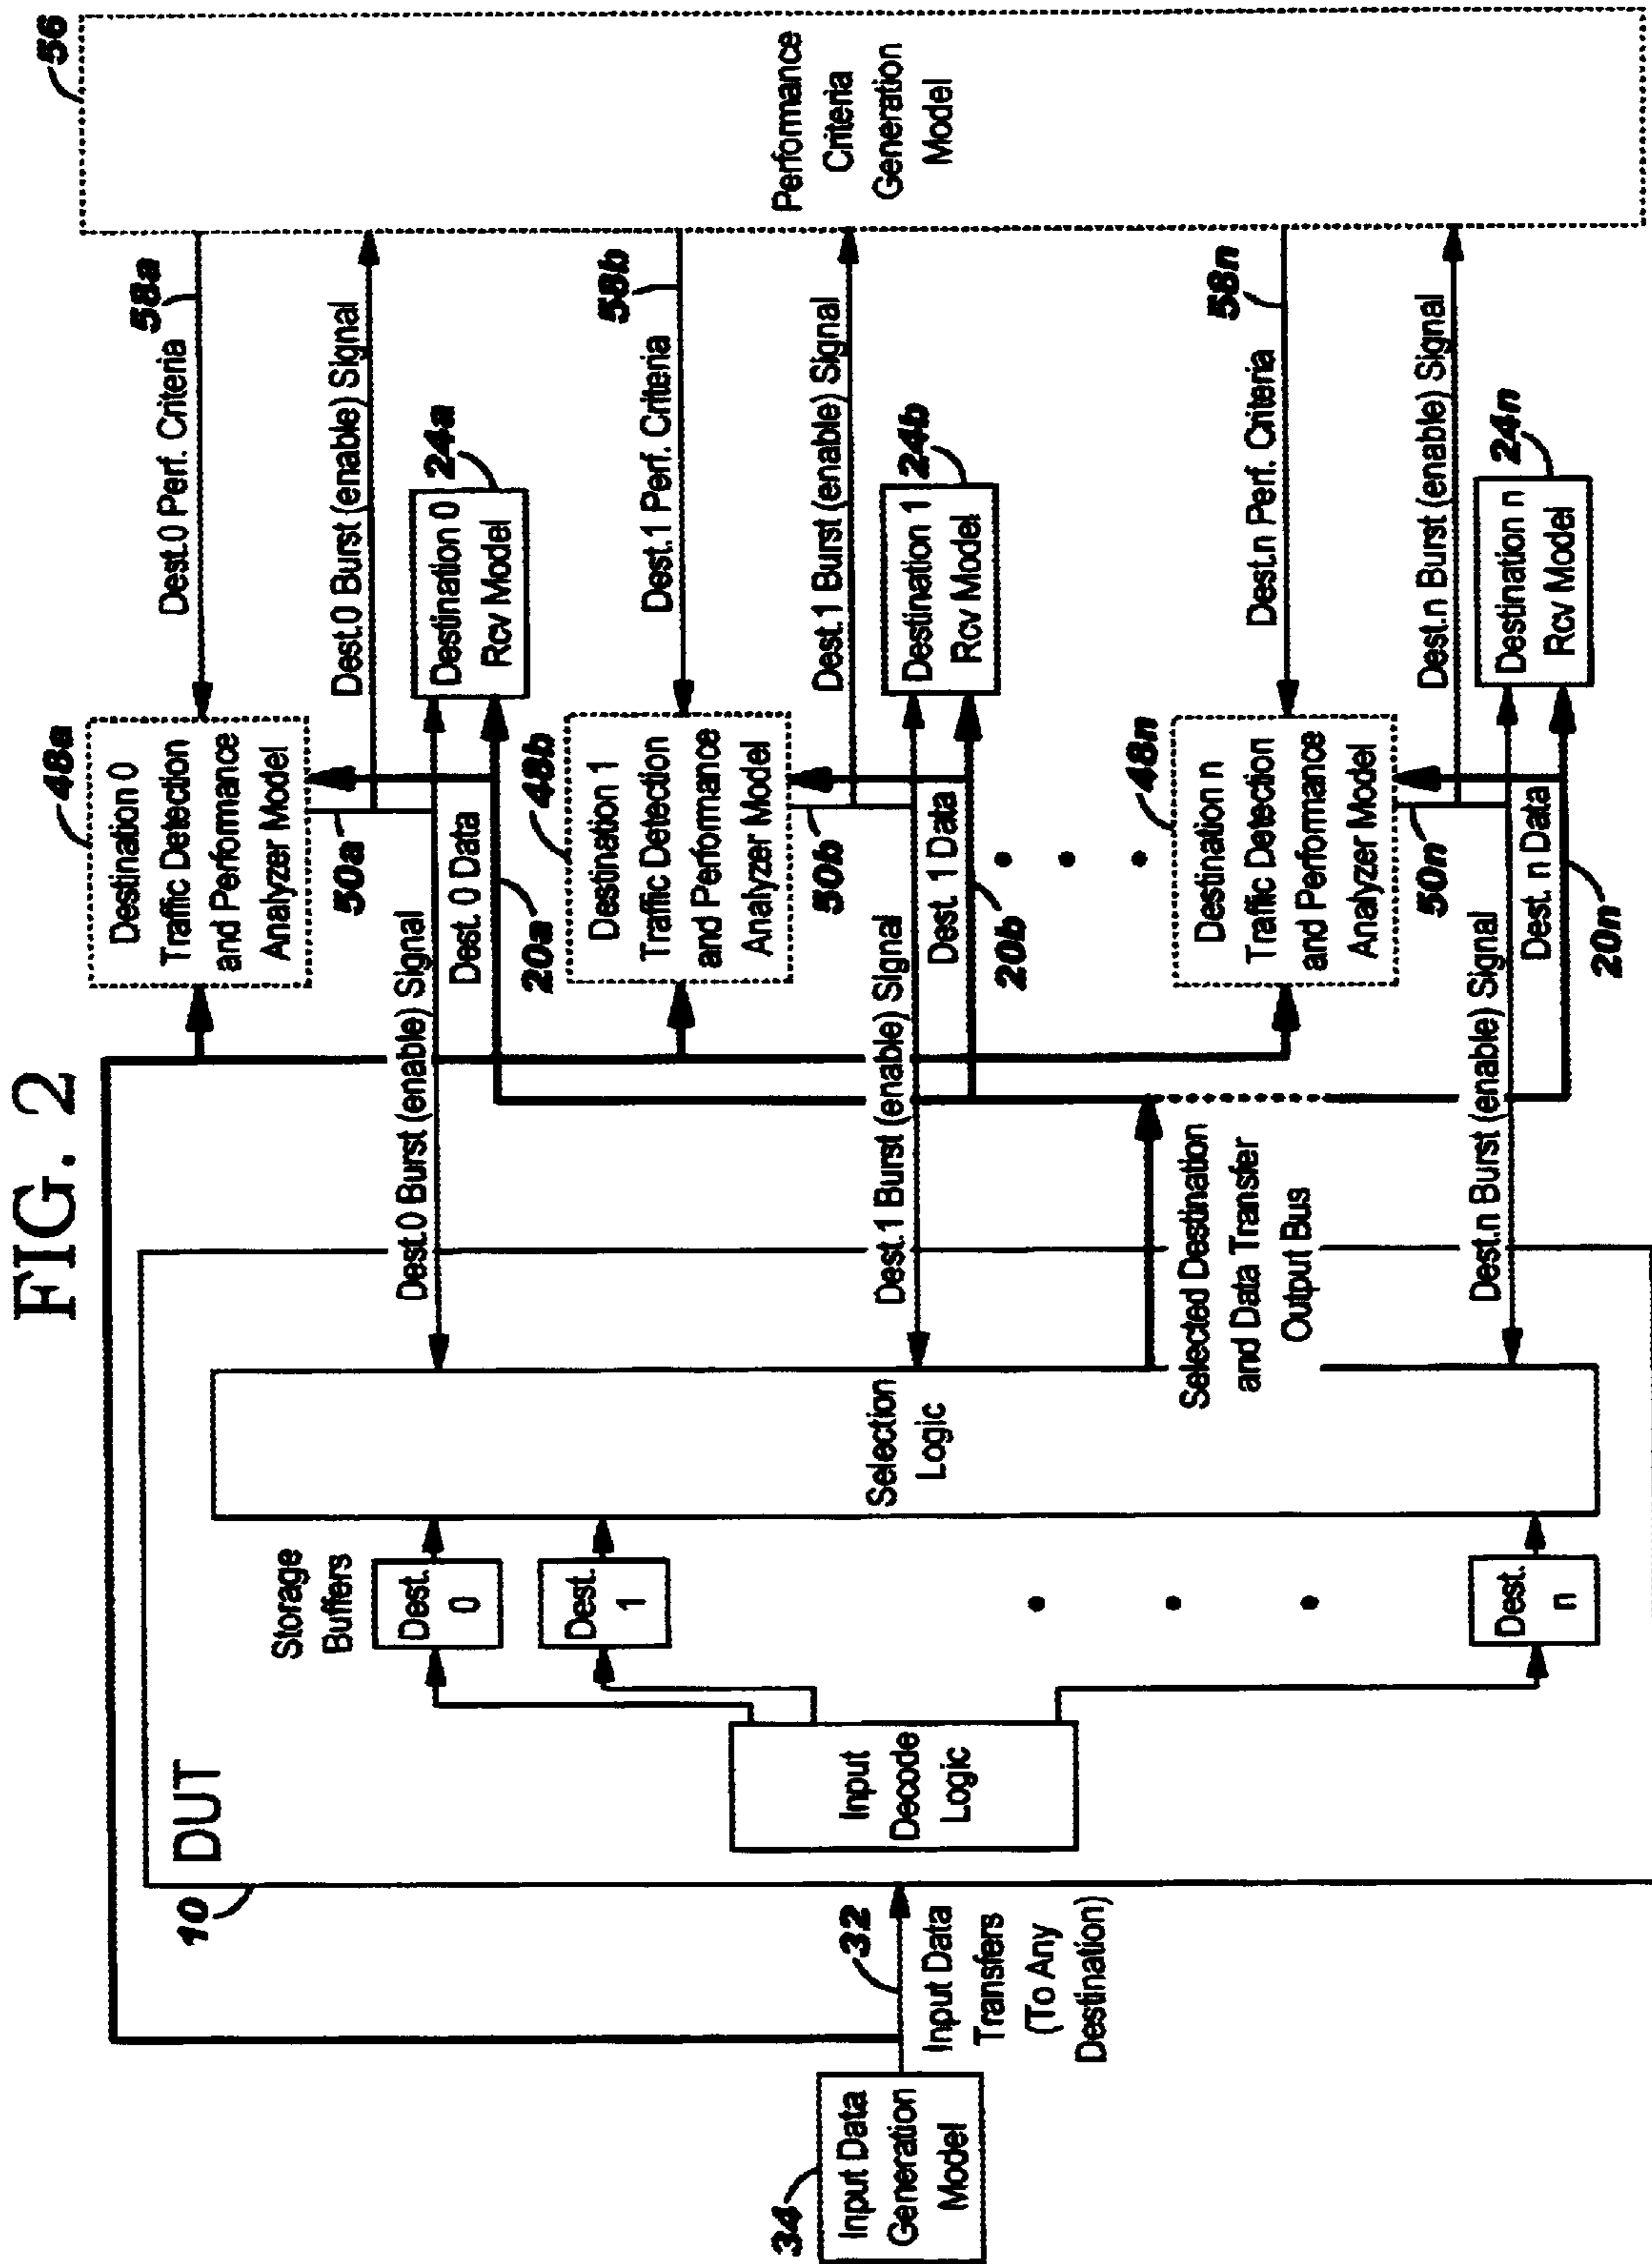 FIG. 2
34
Input Data
Generation
Model
32
Input Data
Transfers
(To Any
Destination)
10
DUT
Input
Decode
Logic
Storage
Buffers
Dest.
0
Dest.
1
Dest.
n
Selection
Logic
Selected Destination
and Data Transfer
Output Bus
Dest.0 Burst (enable) Signal
Dest.1 Burst (enable) Signal
Dest.n Burst (enable) Signal
48a
Destination 0
Traffic Detection
and Performance
Analyzer Model
50a
Dest. 0 Data
20a
48b
Destination 1
Traffic Detection
and Performance
Analyzer Model
50b
Dest. 1 Data
20b
48n
Destination n
Traffic Detection
and Performance
Analyzer Model
50n
Dest. n Data
20n
Dest.0 Perf. Criteria
58a
Dest.0 Burst (enable) Signal
Destination 0
Rcv Model
24a
Dest.1 Perf. Criteria
58b
Dest.1 Burst (enable) Signal
Destination 1
Rcv Model
24b
Dest.n Perf. Criteria
58n
Dest.n Burst (enable) Signal
Destination n
Rcv Model
24n
56
Performance
Criteria
Generation
Model